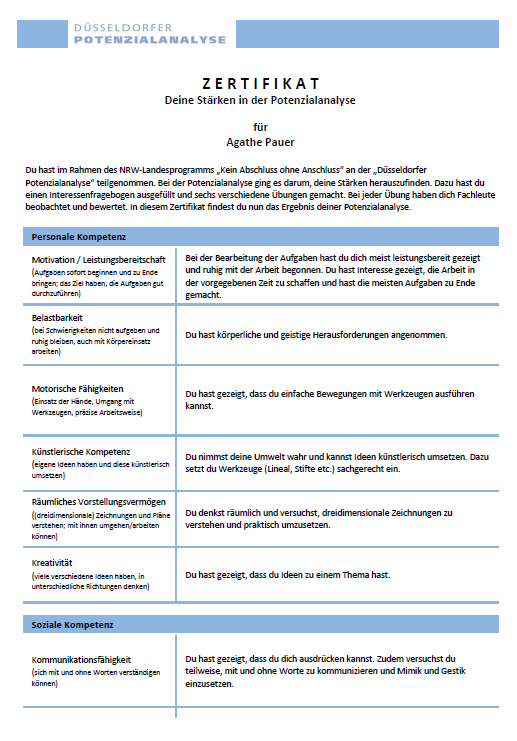 DÜSSELDORFER
POTENZIALANALYSE
ZERTIFIKAT
Deine Stärken in der Potenzialanalyse
für
Agathe Pauer
Du hast im Rahmen des NRW-Landesprogramms „Kein Abschluss ohne Anschluss“ an der „Düsseldorfer
Potenzialanalyse“ teilgenommen. Bei der Potenzialanalyse ging es darum, deine Stärken herauszufinden. Dazu hast du
einen Interessenfragebogen ausgefüllt und sechs verschiedene Übungen gemacht. Bei jeder Übung haben dich Fachleute
beobachtet und bewertet. In diesem Zertifikat findest du nun das Ergebnis deiner Potenzialanalyse.
Personale Kompetenz
Motivation / Leistungsbereitschaft
(Aufgaben sofort beginnen und zu Ende
bringen; das Ziel haben, die Aufgaben gut
durchzuführen)
Bei der Bearbeitung der Aufgaben hast du dich meist leistungsbereit gezeigt
und ruhig mit der Arbeit begonnen. Du hast Interesse gezeigt, die Arbeit in
der vorgegebenen Zeit zu schaffen und hast die meisten Aufgaben zu Ende
gemacht.
Belastbarkeit
(bei Schwierigkeiten nicht aufgeben und
ruhig bleiben, auch mit Körpereinsatz
arbeiten)
Du hast körperliche und geistige Herausforderungen angenommen.
Motorische Fähigkeiten
(Einsatz der Hände, Umgang mit
Werkzeugen, präzise Arbeitsweise)
Du hast gezeigt, dass du einfache Bewegungen mit Werkzeugen ausführen
kannst.
Künstlerische Kompetenz
(eigene Ideen haben und diese künstlerisch
umsetzen)
Du nimmst deine Umwelt wahr und kannst Ideen künstlerisch umsetzen. Dazu
setzt du Werkzeuge (Lineal, Stifte etc.) sachgerecht ein.
Räumliches Vorstellungsvermögen
((dreidimensionale) Zeichnungen und Pläne
verstehen; mit ihnen umgehen/arbeiten
können)
Du denkst räumlich und versuchst, dreidimensionale Zeichnungen zu
verstehen und praktisch umzusetzen.
Kreativität
(viele verschiedene Ideen haben, in
unterschiedliche Richtungen denken)
Du hast gezeigt, dass du Ideen zu einem Thema hast.
Soziale Kompetenz
Kommunikationsfähigkeit
(sich mit und ohne Worten verständigen
können)
Du hast gezeigt, dass du dich ausdrücken kannst. Zudem versuchst du
teilweise, mit und ohne Worte zu kommunizieren und Mimik und Gestik
einzusetzen.